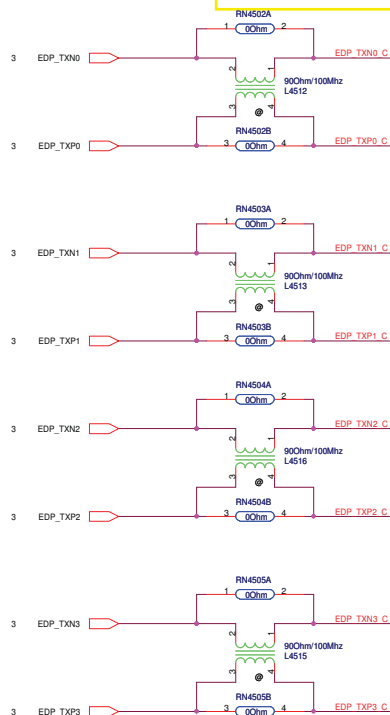 RN4502A
1 0Ohm 2
3 EDP_TXN0 EDP_TXN0_C
2 1
90Ohm/100Mhz
L4512
3 4
@
RN4502B
3 EDP_TXP0 3 0Ohm 4 EDP_TXP0_C
RN4503A
1 0Ohm 2
3 EDP_TXN1 EDP_TXN1_C
2 1
90Ohm/100Mhz
L4513
3 4
@
RN4503B
3 EDP_TXP1 3 0Ohm 4 EDP_TXP1_C
RN4504A
1 0Ohm 2
3 EDP_TXN2 EDP_TXN2_C
2 1
90Ohm/100Mhz
L4516
3 4
@
RN4504B
3 EDP_TXP2 3 0Ohm 4 EDP_TXP2_C
RN4505A
1 0Ohm 2
3 EDP_TXN3 EDP_TXN3_C
2 1
90Ohm/100Mhz
L4515
3 4
@
RN4505B
3 EDP_TXP3 3 0Ohm 4 EDP_TXP3_C